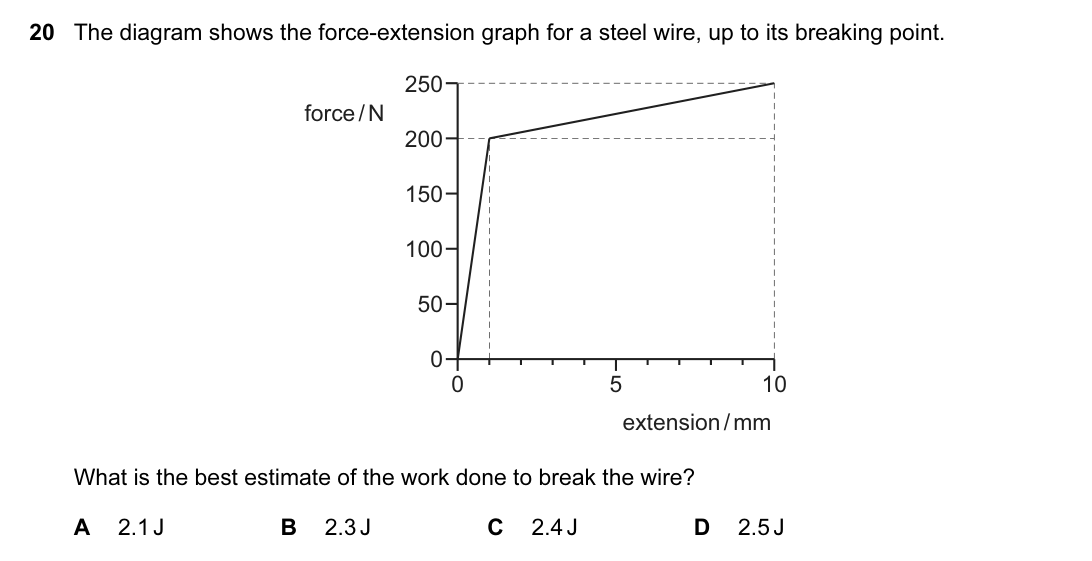 20 The diagram shows the force-extension graph for a steel wire, up to its breaking point.
250
force / N
200
150
100
50
0
0 5 10
extension / mm
What is the best estimate of the work done to break the wire?
A 2.1 J B 2.3 J C 2.4 J D 2.5 J